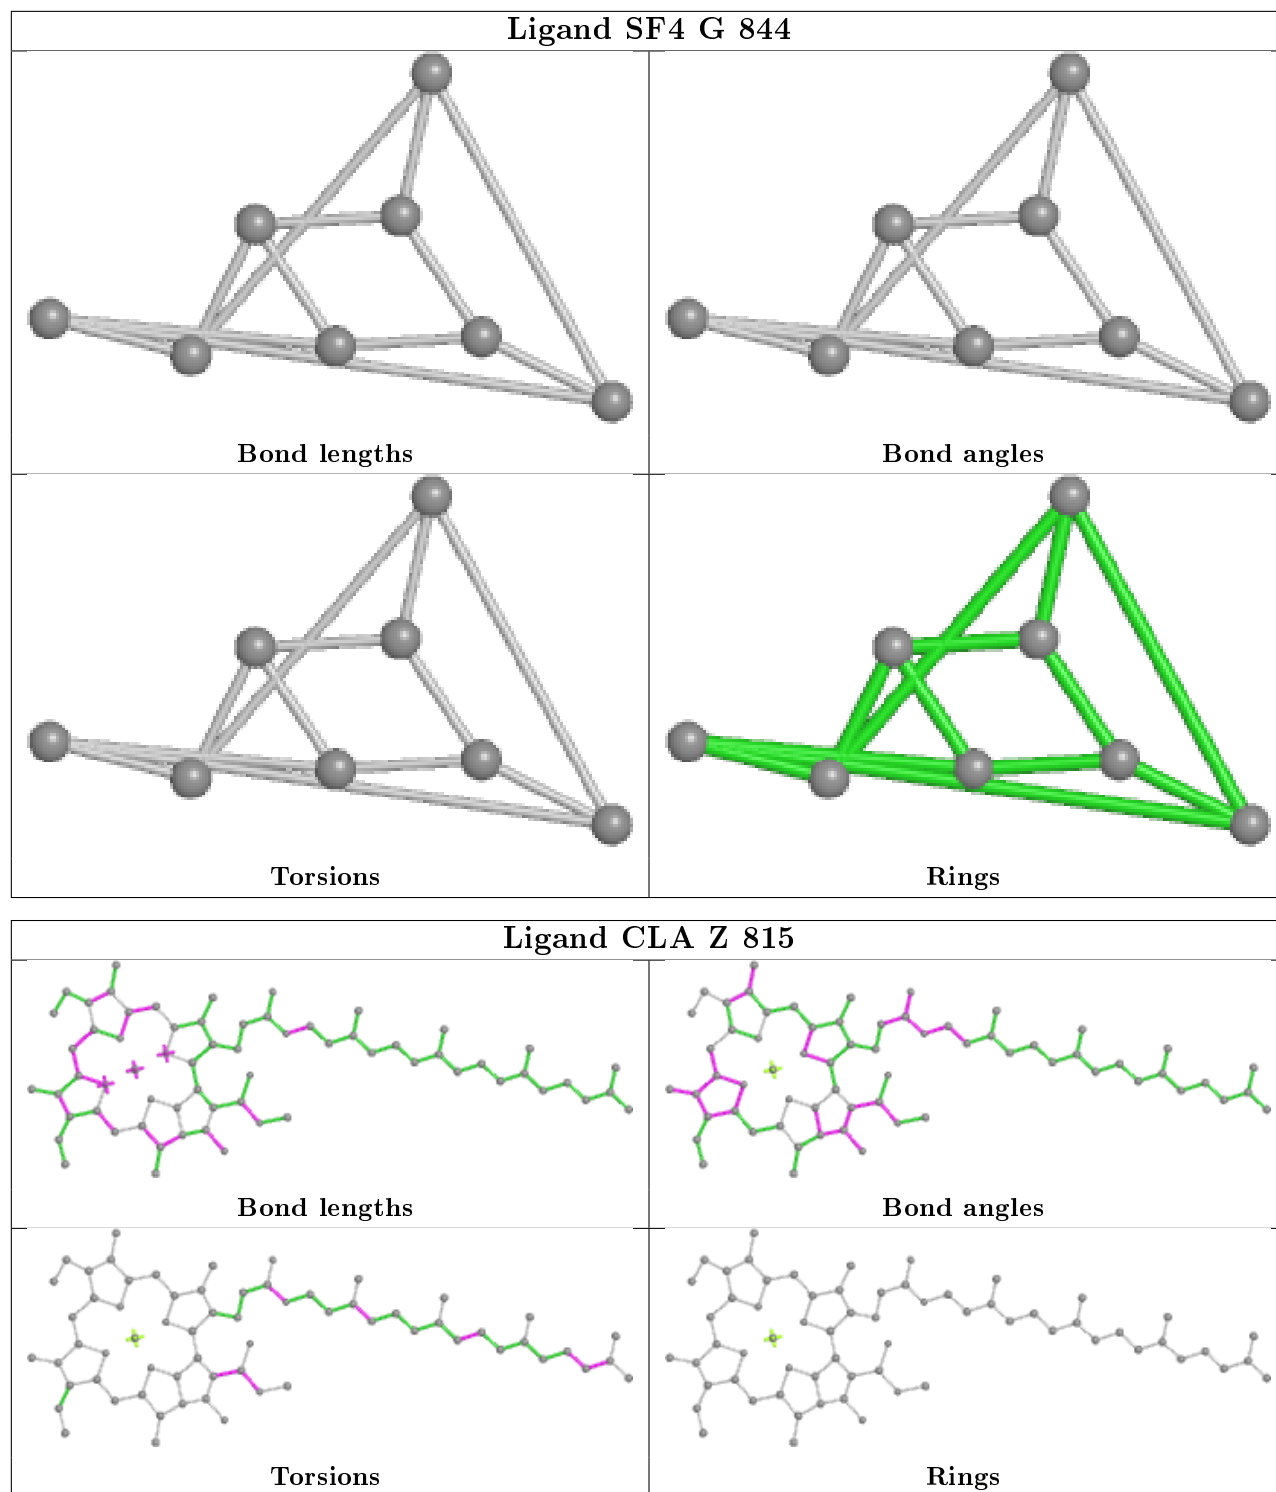 Ligand SF4 G 844
Bond lengths
Bond angles
Torsions
Rings
Ligand CLA Z 815
Bond lengths
Bond angles
Torsions
Rings